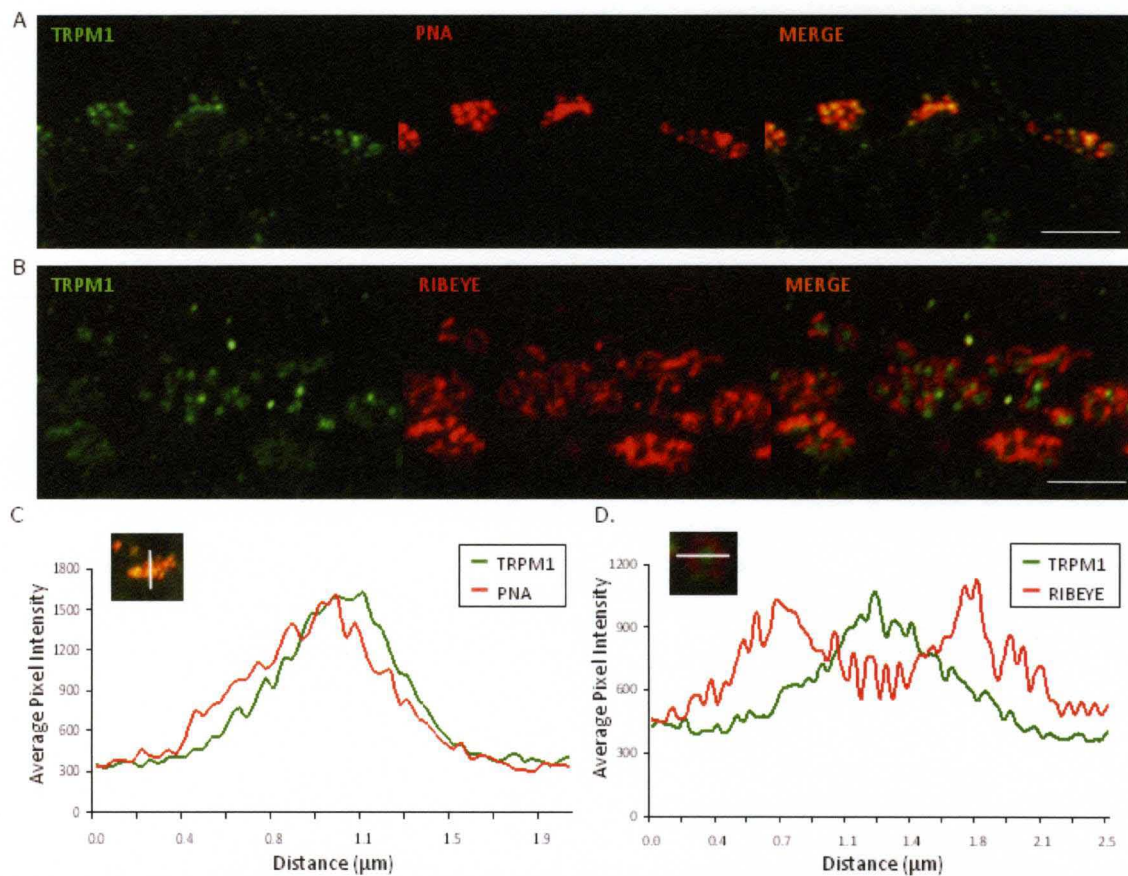 A
TRPM1 PNA MERGE
B
TRPM1 RIBEYE MERGE
C
TRPM1
PNA
1800
1500
1200
900
600
300
0
Average Pixel Intensity
0.0 0.4 0.8 1.1 1.5 1.9
Distance (µm)
D.
TRPM1
RIBEYE
1200
900
600
300
0
Average Pixel Intensity
0.0 0.4 0.7 1.1 1.4 1.8 2.1 2.5
Distance (µm)